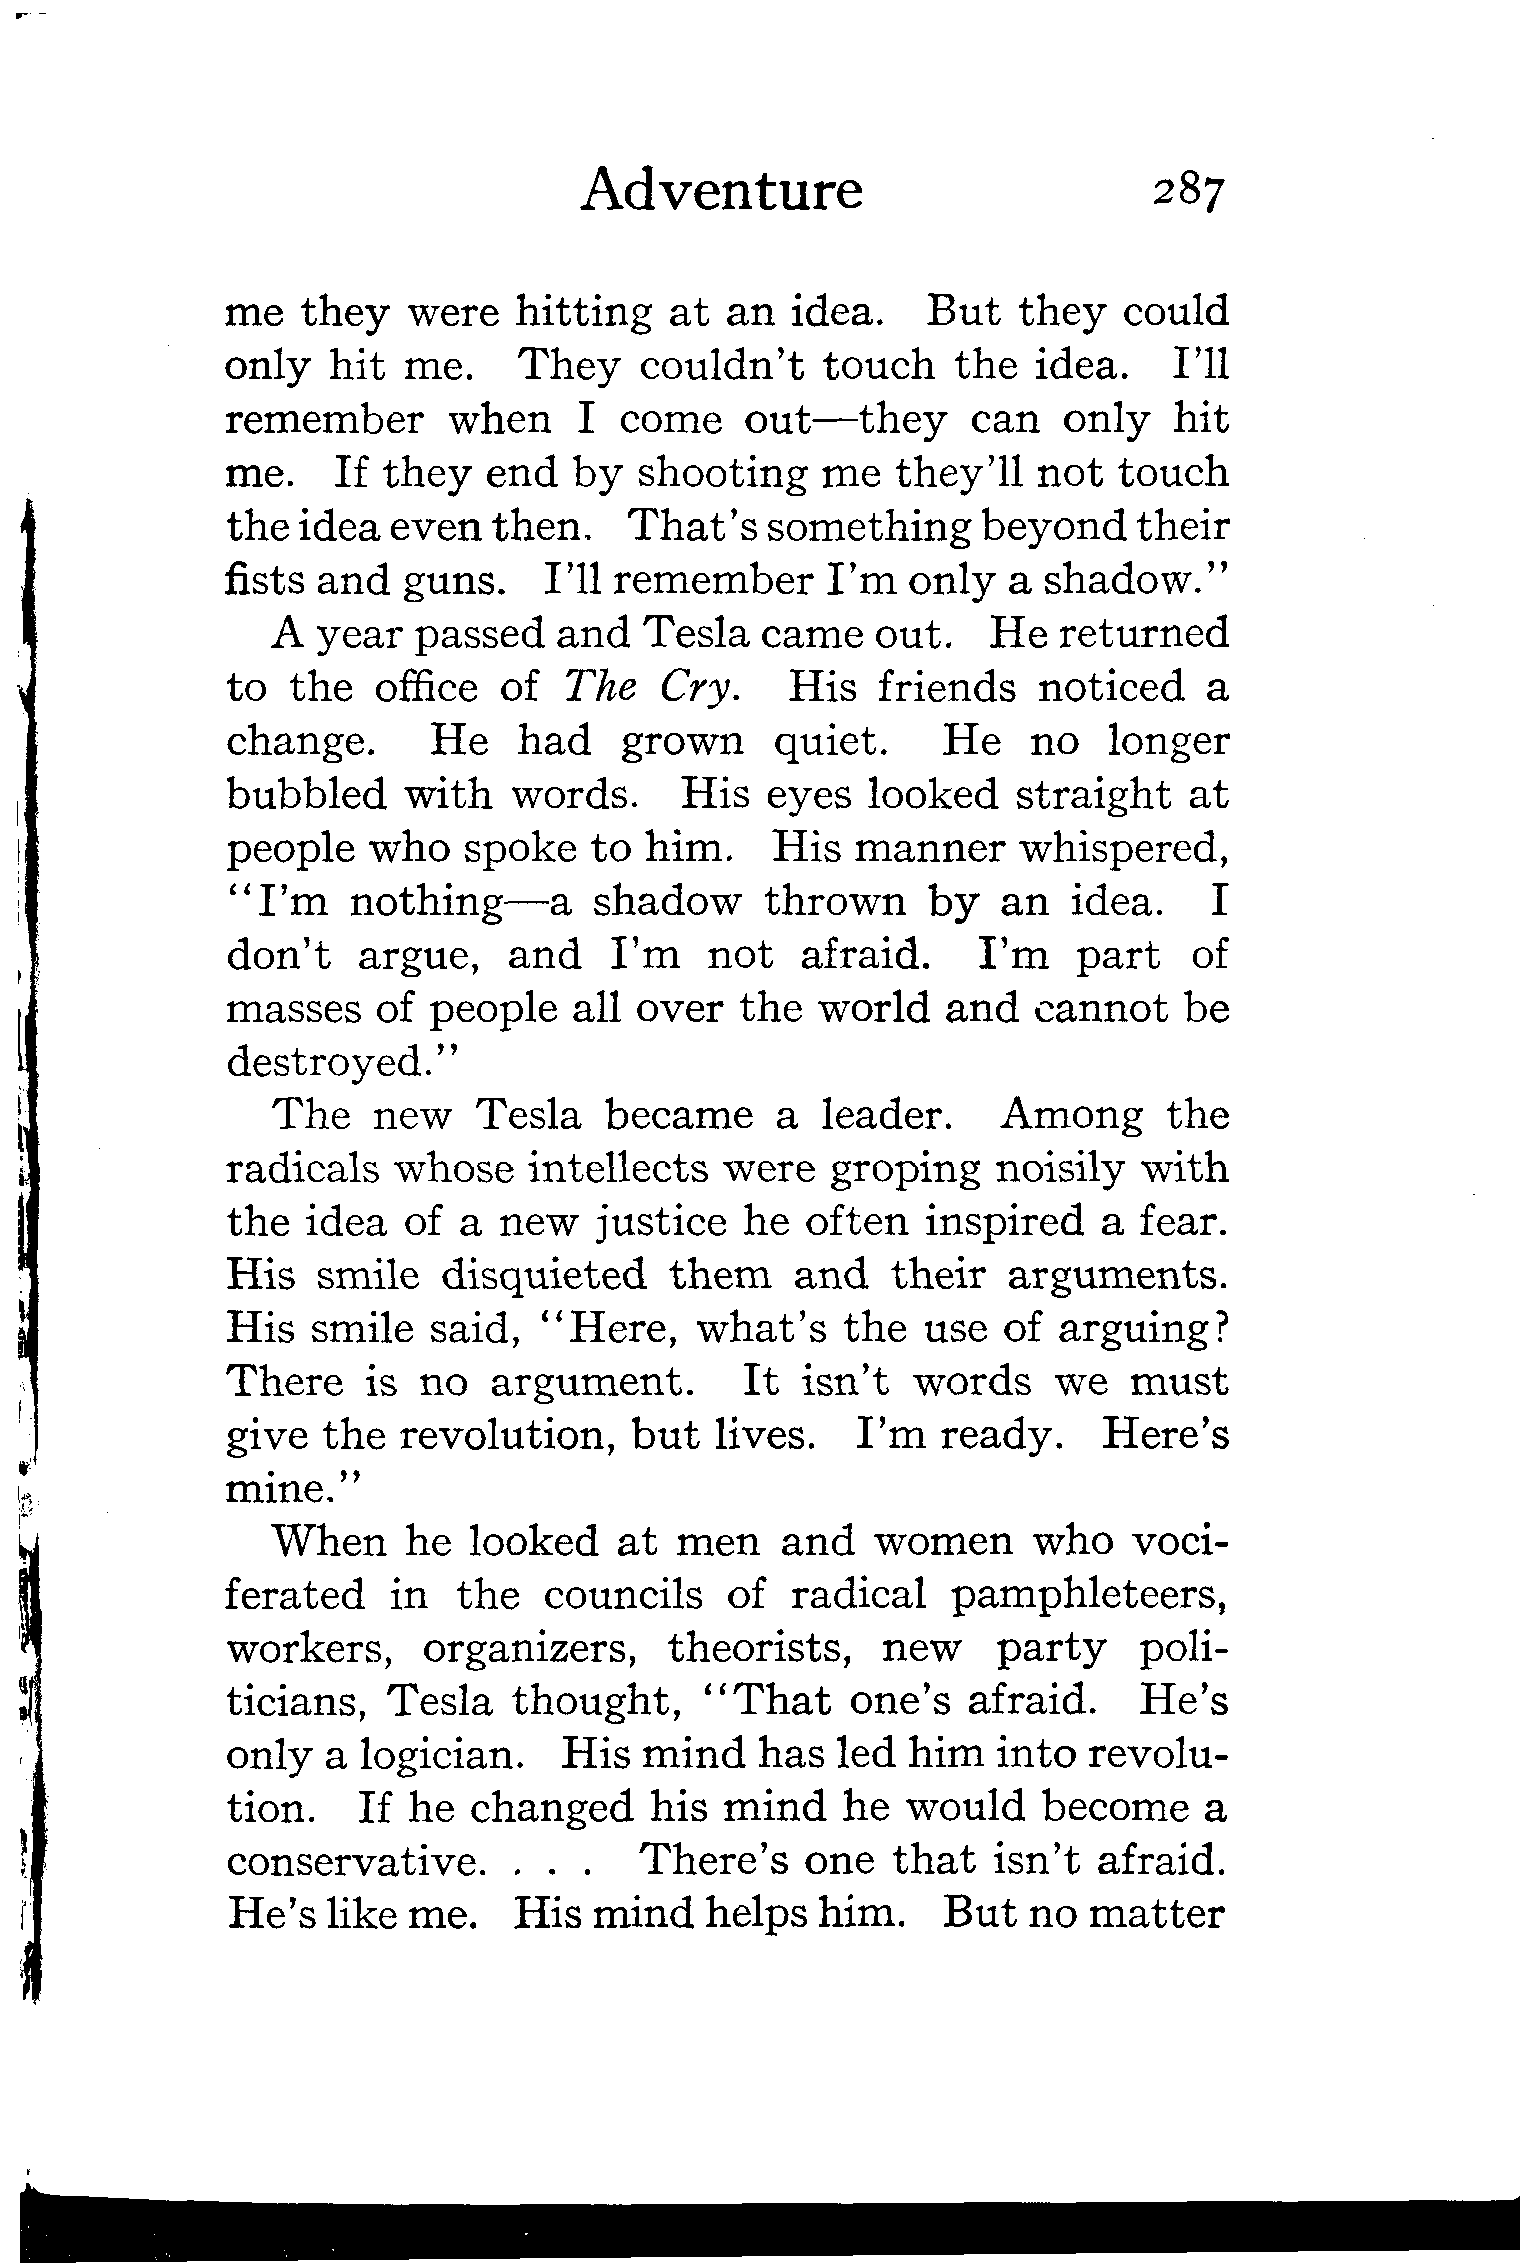 Adventure 287
me they were hitting at an idea. But they could
only hit me. They couldn't touch the idea. I'll
remember when I come out—they can only hit
me. If they end by shooting me they'll not touch
the idea even then. That's something beyond their
fists and guns. I'll remember I'm only a shadow."
A year passed and Tesla came out. He returned
to the office of The Cry. His friends noticed a
change. He had grown quiet. He no longer
bubbled with words. His eyes looked straight at
people who spoke to him. His manner whispered,
"I'm nothing—a shadow thrown by an idea. I
don't argue, and I'm not afraid. I'm part of
masses of people all over the world and cannot be
destroyed."
The new Tesla became a leader. Among the
radicals whose intellects were groping noisily with
the idea of a new justice he often inspired a fear.
His smile disquieted them and their arguments.
His smile said, "Here, what's the use of arguing?
There is no argument. It isn't words we must
give the revolution, but lives. I'm ready. Here's
mine."
When he looked at men and women who voci-
ferated in the councils of radical pamphleteers,
workers, organizers, theorists, new party poli-
ticians, Tesla thought, "That one's afraid. He's
only a logician. His mind has led him into revolu-
tion. If he changed his mind he would become a
conservative. . . . There's one that isn't afraid.
He's like me. His mind helps him. But no matter